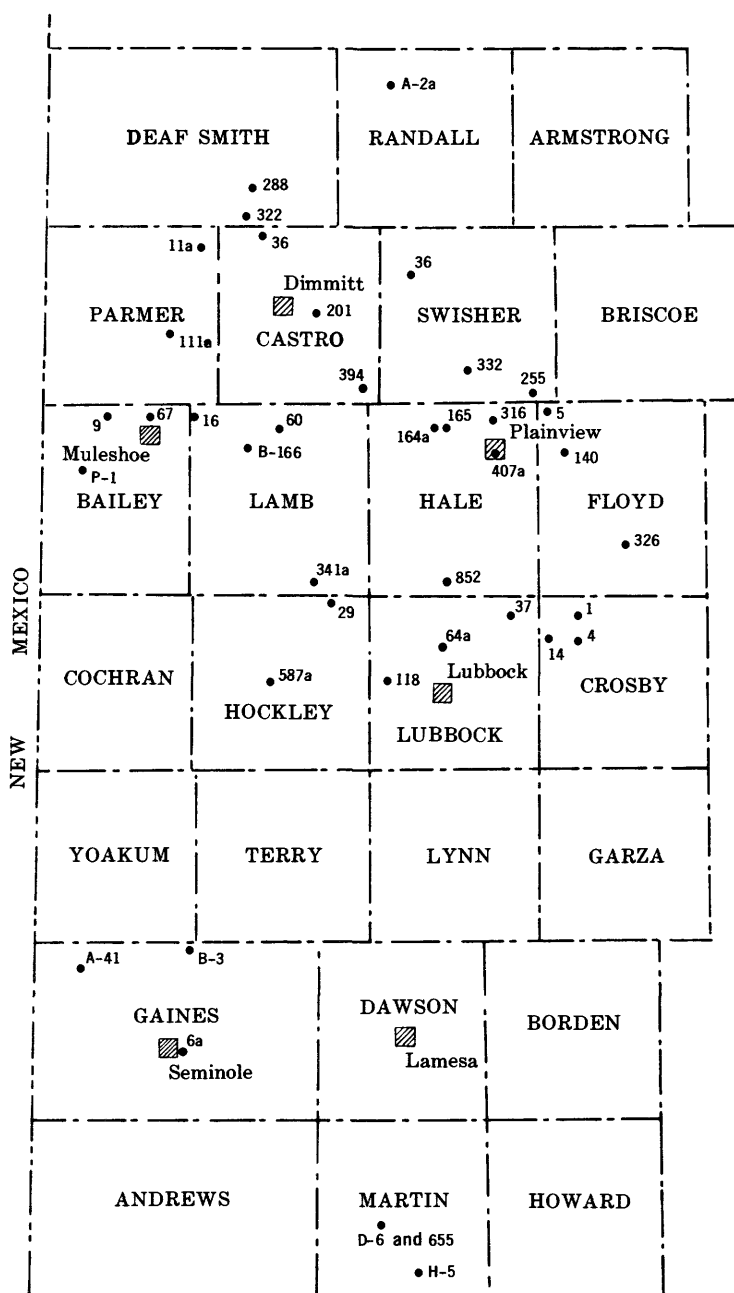 A-2a
DEAF SMITH
RANDALL
ARMSTRONG
288
322
36
11a
36
Dimmitt
201
PARMER
SWISHER
BRISCOE
111a
CASTRO
332
394
255
9
67
16
60
165
316
5
164a
Plainview
Muleshoe
B-166
140
P-1
407a
BAILEY
LAMB
HALE
FLOYD
326
341a
852
29
37
1
NEW MEXICO
64a
14
4
COCHRAN
587a
118
Lubbock
CROSBY
HOCKLEY
LUBBOCK
YOAKUM
TERRY
LYNN
GARZA
A-41
B-3
GAINES
DAWSON
BORDEN
6a
Seminole
Lamesa
ANDREWS
MARTIN
HOWARD
D-6 and 655
H-5